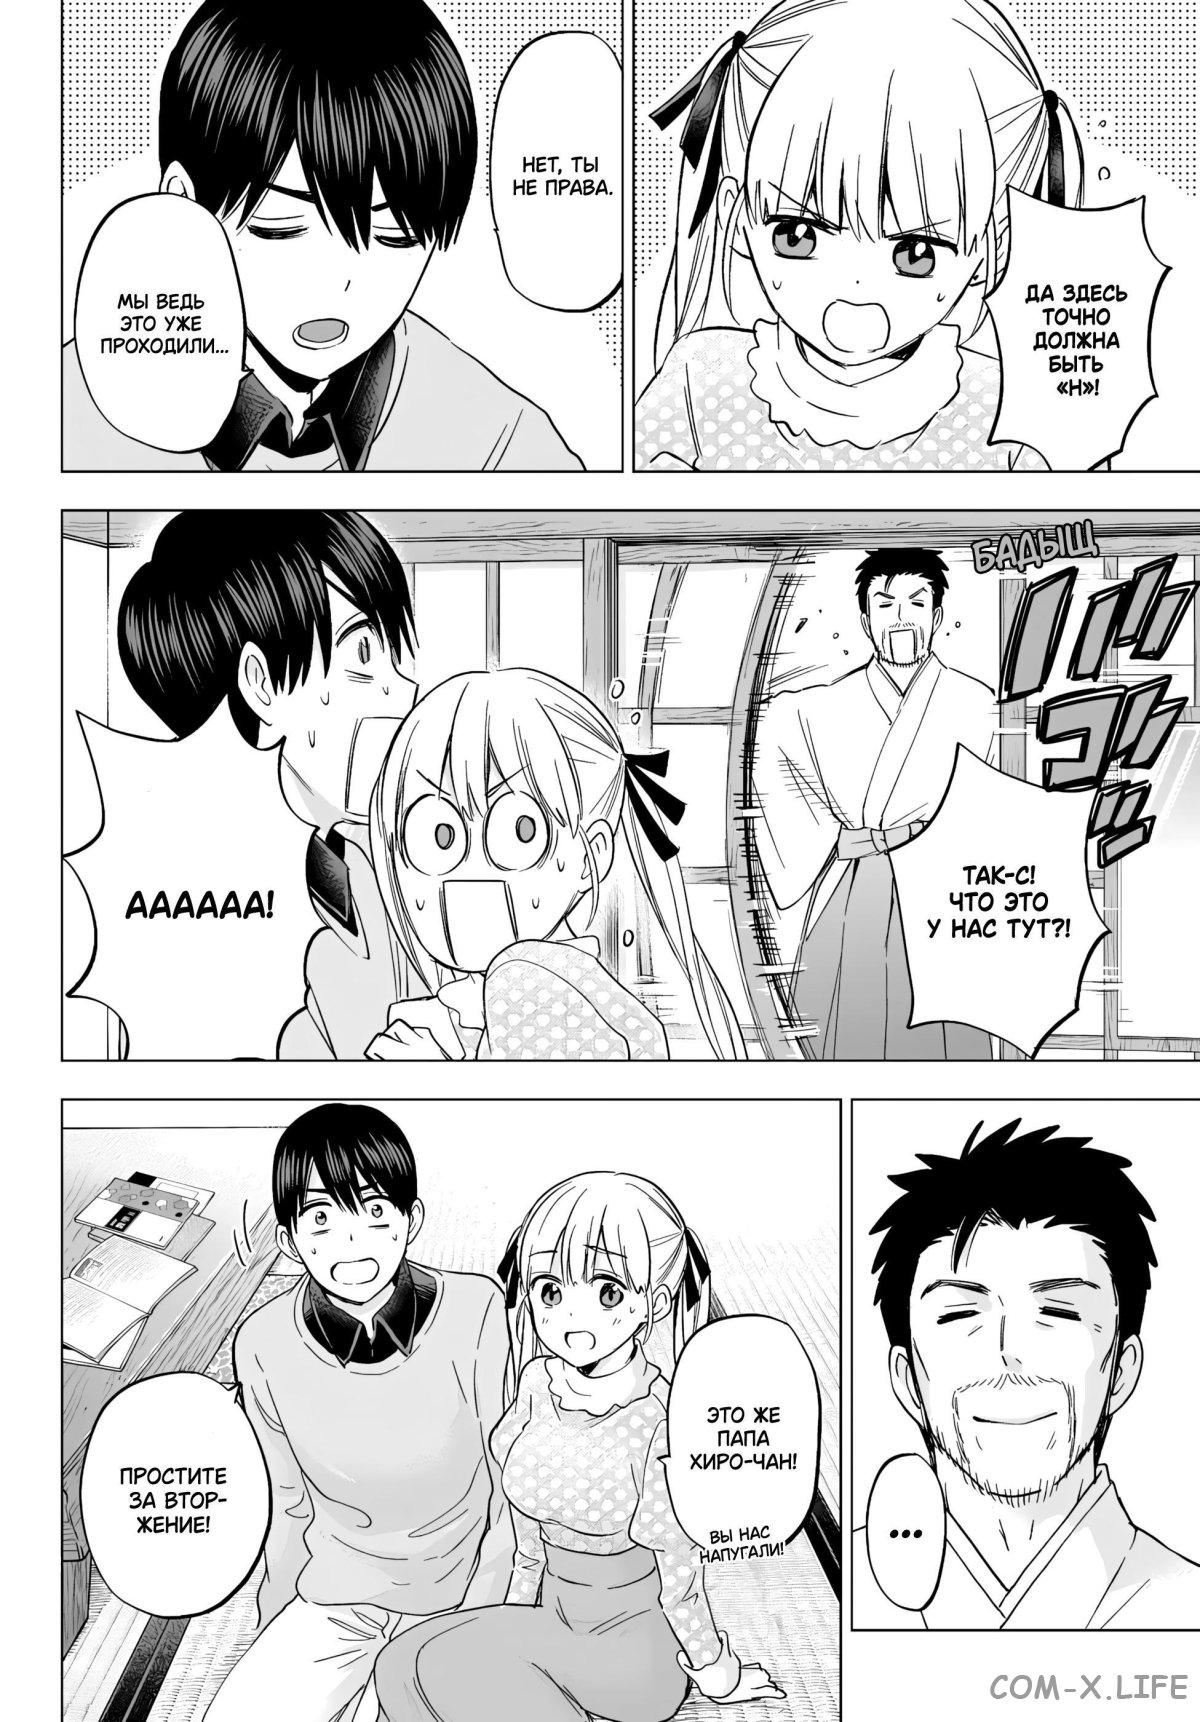 ДА ЗДЕСЬ
ТОЧНО
ДОЛЖНА
БЫТЬ
«Н»!
НЕТ, ТЫ
НЕ ПРАВА.
МЫ ВЕДЬ
ЭТО УЖЕ
ПРОХОДИЛИ...
БАДЫЩ
ТАК-С!
ЧТО ЭТО
У НАС ТУТ?!
АААААА!
...
ЭТО ЖЕ
ПАПА
ХИРО-ЧАН!
ВЫ НАС
НАПУГАЛИ!
ПРОСТИТЕ
ЗА ВТОР-
ЖЕНИЕ!
COM-X.LIFE